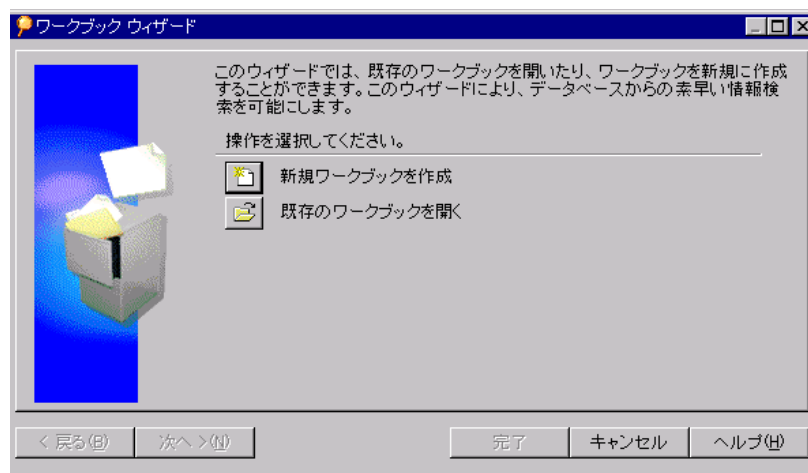 ワークブック ウィザード
このウィザードでは、既存のワークブックを開いたり、ワークブックを新規に作成
することができます。このウィザードにより、データベースからの素早い情報検
索を可能にします。
操作を選択してください。
新規ワークブックを作成
既存のワークブックを開く
< 戻る(B)
次へ >(N)
完了
キャンセル
ヘルプ(H)